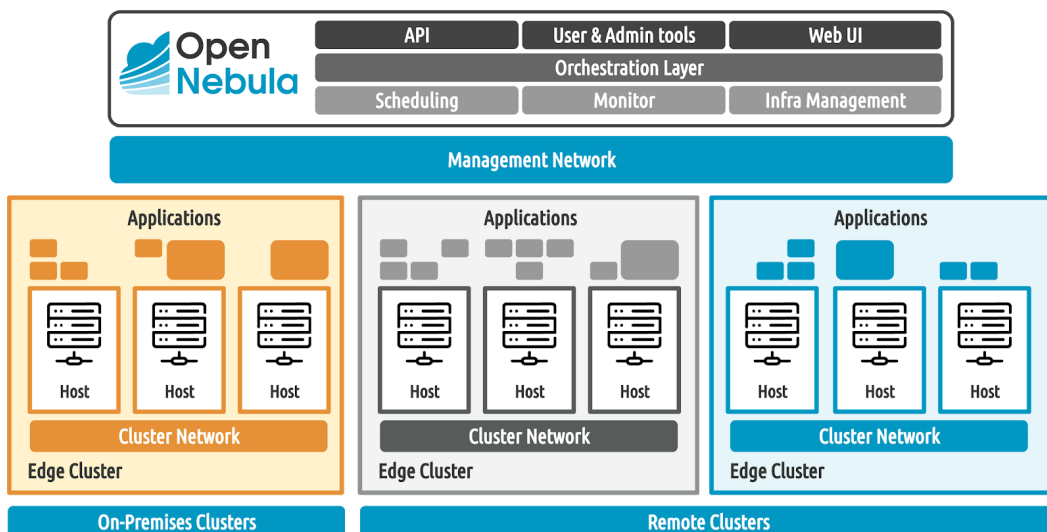 Open
Nebula
API
User & Admin tools
Web UI
Orchestration Layer
Scheduling
Monitor
Infra Management
Management Network
Applications
Applications
Applications
Host
Host
Host
Host
Host
Host
Host
Host
Host
Cluster Network
Cluster Network
Cluster Network
Edge Cluster
Edge Cluster
Edge Cluster
On-Premises Clusters
Remote Clusters